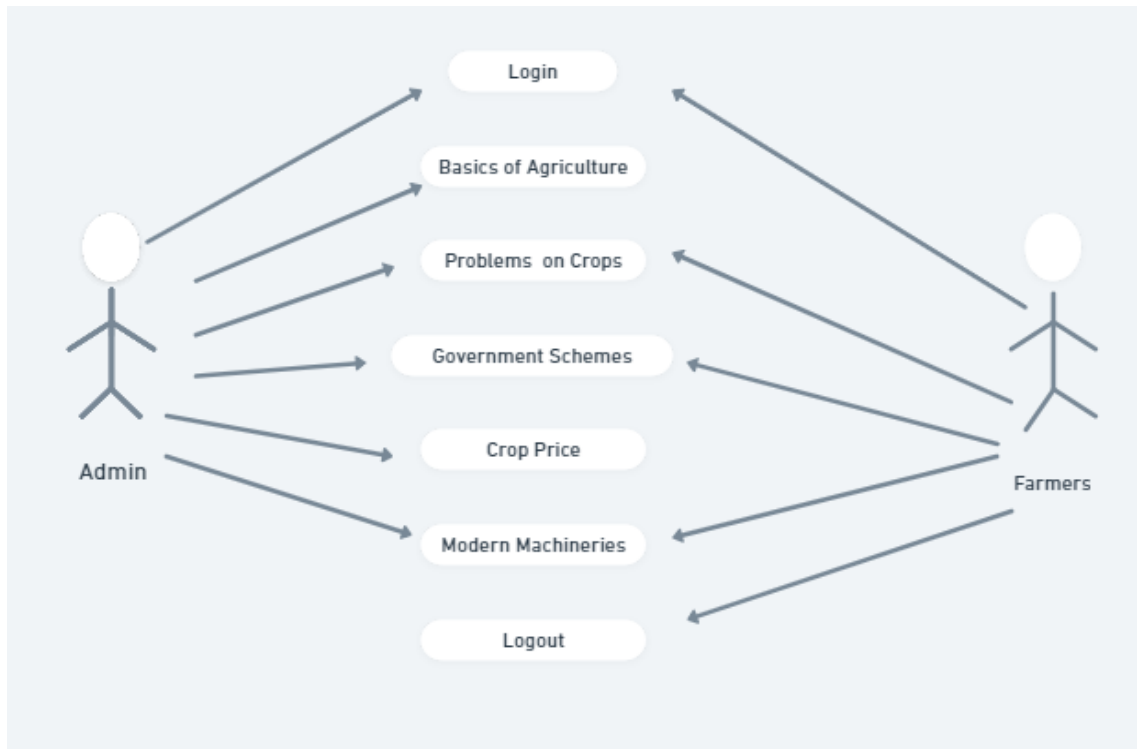 Login
Basics of Agriculture
Problems on Crops
Government Schemes
Crop Price
Admin
Farmers
Modern Machineries
Logout